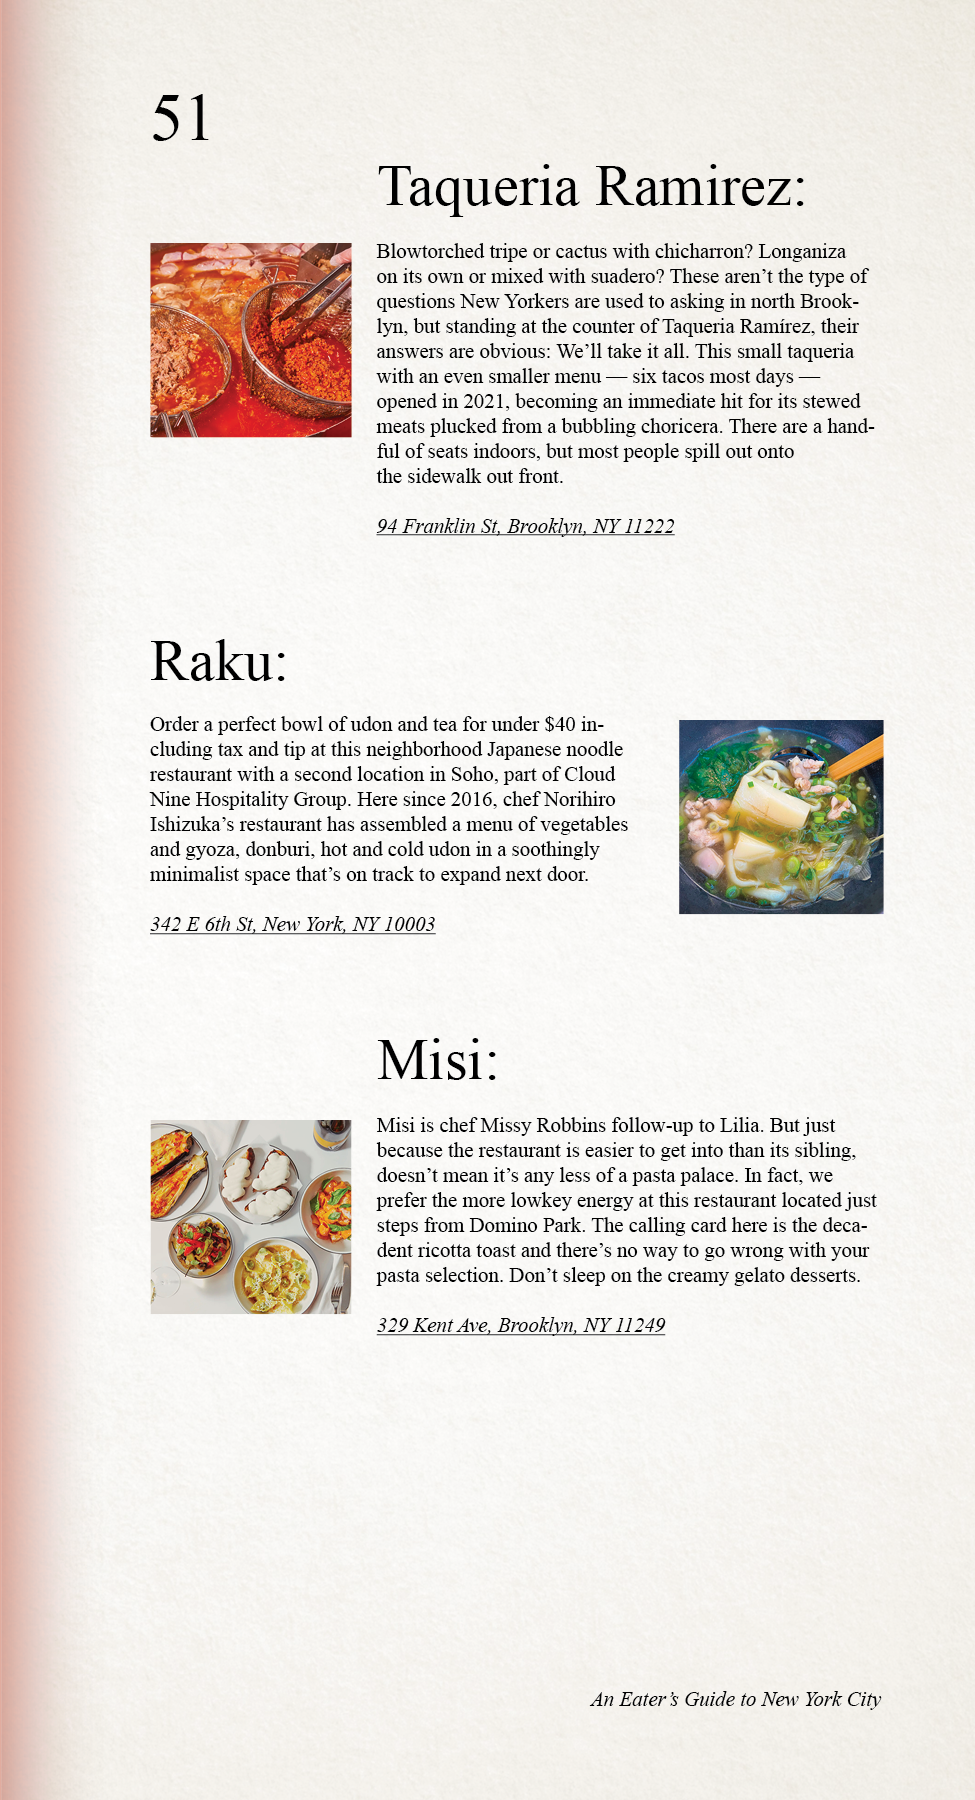 51
Taqueria Ramirez:
Blowtorched tripe or cactus with chicharron? Longaniza
on its own or mixed with suadero? These aren’t the type of
questions New Yorkers are used to asking in north Brook-
lyn, but standing at the counter of Taqueria Ramírez, their
answers are obvious: We’ll take it all. This small taqueria
with an even smaller menu — six tacos most days —
opened in 2021, becoming an immediate hit for its stewed
meats plucked from a bubbling choricera. There are a hand-
ful of seats indoors, but most people spill out onto
the sidewalk out front.
94 Franklin St, Brooklyn, NY 11222
Raku:
Order a perfect bowl of udon and tea for under $40 in-
cluding tax and tip at this neighborhood Japanese noodle
restaurant with a second location in Soho, part of Cloud
Nine Hospitality Group. Here since 2016, chef Norihiro
Ishizuka’s restaurant has assembled a menu of vegetables
and gyoza, donburi, hot and cold udon in a soothingly
minimalist space that’s on track to expand next door.
342 E 6th St, New York, NY 10003
Misi:
Misi is chef Missy Robbins follow-up to Lilia. But just
because the restaurant is easier to get into than its sibling,
doesn’t mean it’s any less of a pasta palace. In fact, we
prefer the more lowkey energy at this restaurant located just
steps from Domino Park. The calling card here is the deca-
dent ricotta toast and there’s no way to go wrong with your
pasta selection. Don’t sleep on the creamy gelato desserts.
329 Kent Ave, Brooklyn, NY 11249
An Eater’s Guide to New York City